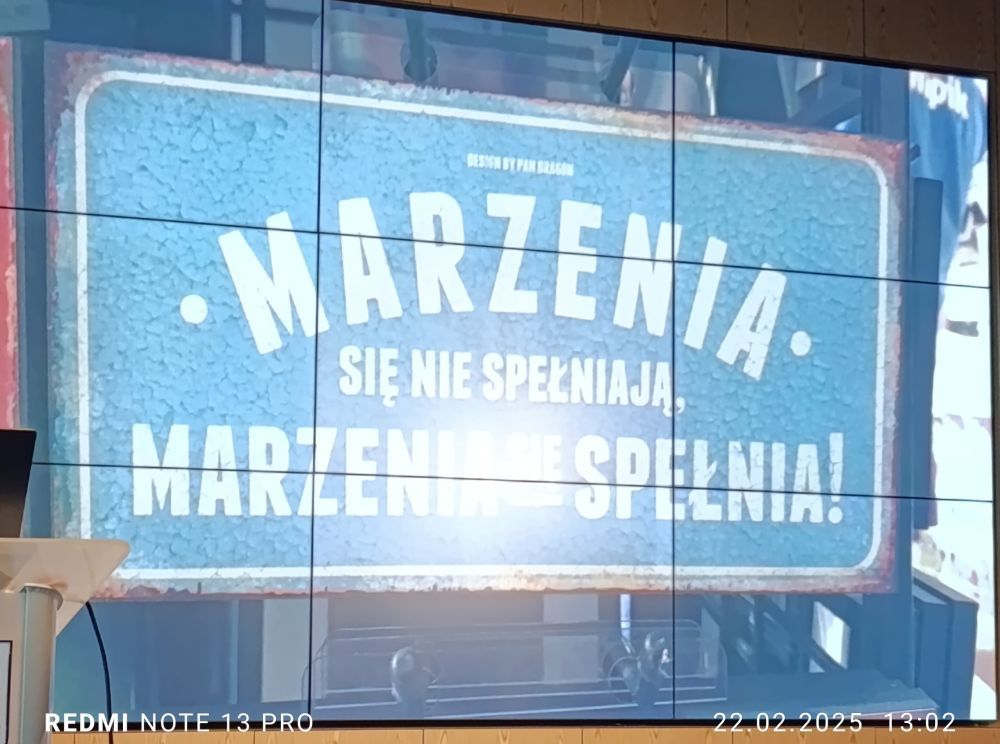 DESIGN BY PAN DRAGON
• MARZENIA •
SIĘ NIE SPEŁNIAJĄ,
MARZENIA SIĘ SPEŁNIA!
REDMI NOTE 13 PRO
22.02.2025 13:02